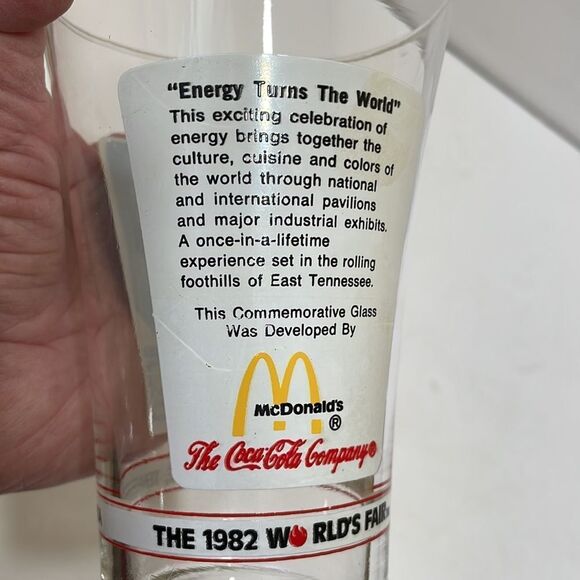 "Energy Turns The World"
This exciting celebration of
energy brings together the
culture, cuisine and colors of
the world through national
and international pavilions
and major industrial exhibits.
A once-in-a-lifetime
experience set in the rolling
foothills of East Tennessee.
This Commemorative Glass
Was Developed By
McDonald's
®
The Coca-Cola Company®
THE 1982 WORLD'S FAIR